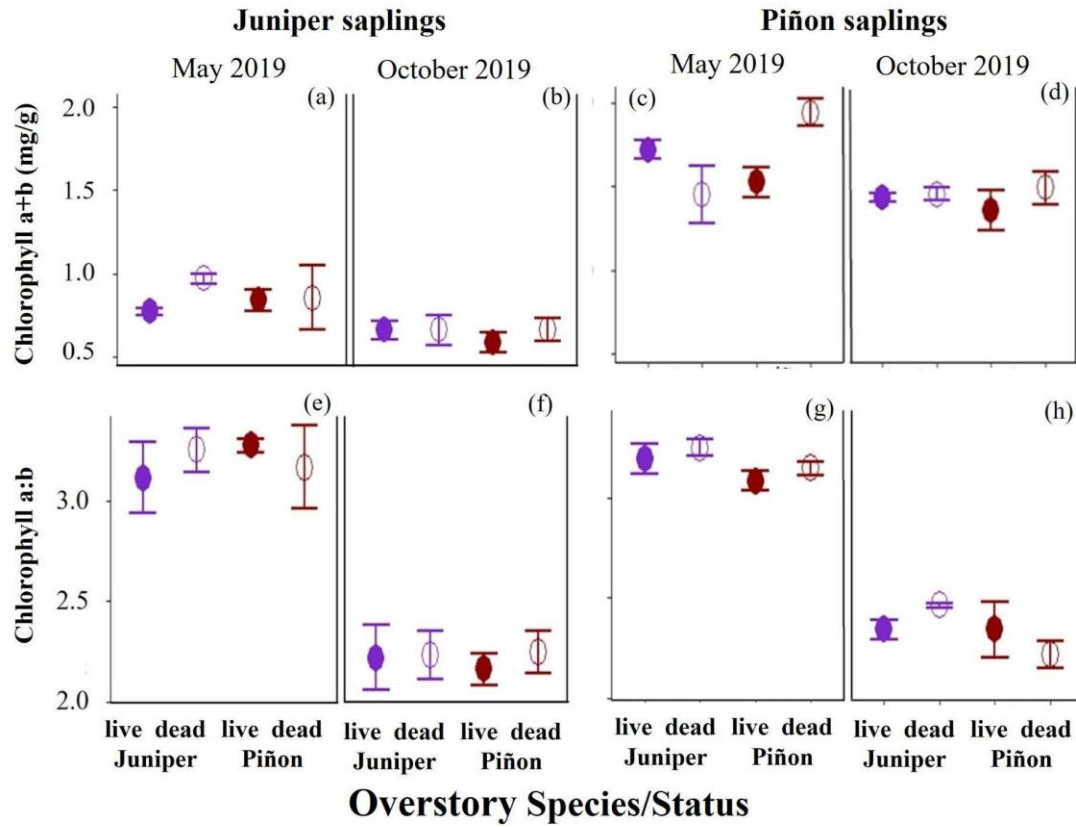 Juniper saplings
Piñon saplings
May 2019
October 2019
May 2019
October 2019
(a)
(b)
(c)
(d)
Chlorophyll a+b (mg/g)
2.0
1.5
1.0
0.5
(e)
(f)
(g)
(h)
Chlorophyll a:b
3.0
2.5
2.0
live dead live dead
Juniper Piñon
live dead live dead
Juniper Piñon
live dead live dead
Juniper Piñon
live dead live dead
Juniper Piñon
Overstory Species/Status